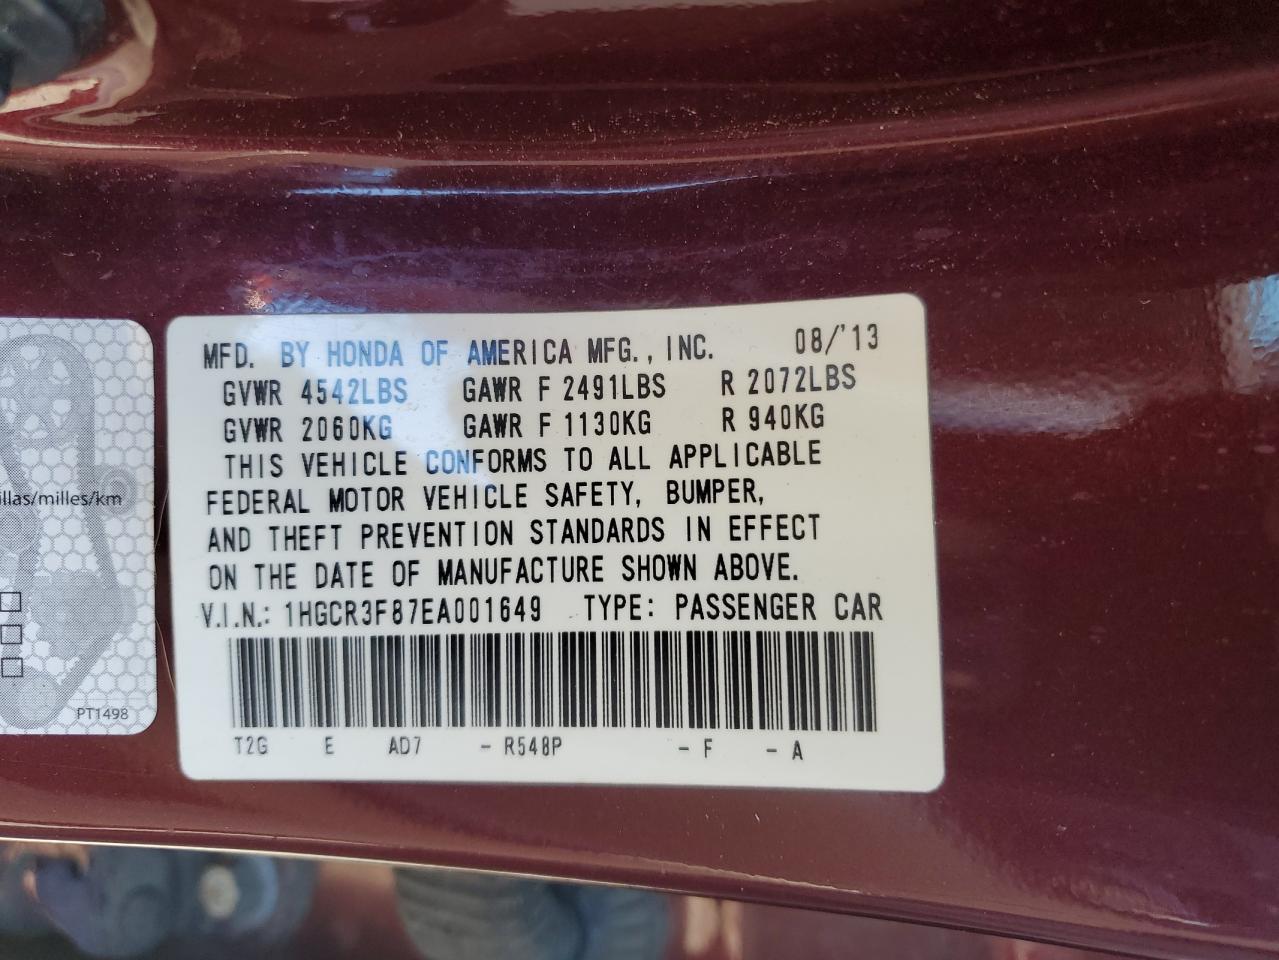 MFD. BY HONDA OF AMERICA MFG., INC. 08/'13
GVWR 4542LBS GAWR F 2491LBS R 2072LBS
GVWR 2060KG GAWR F 1130KG R 940KG
THIS VEHICLE CONFORMS TO ALL APPLICABLE
FEDERAL MOTOR VEHICLE SAFETY, BUMPER,
AND THEFT PREVENTION STANDARDS IN EFFECT
ON THE DATE OF MANUFACTURE SHOWN ABOVE.
V.I.N.: 1HGCR3F87EA001649 TYPE: PASSENGER CAR
T2G E AD7 - R548P - F - A
/milles/km
PT1498